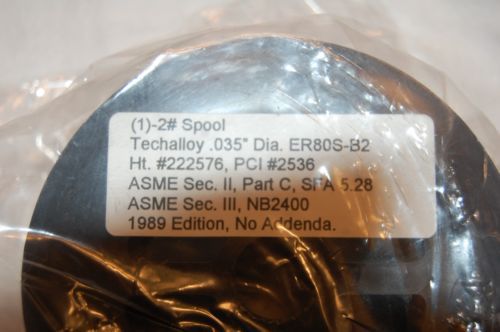 (1)-2# Spool
Techalloy .035" Dia. ER80S-B2
Ht. #222576, PCI #2536
ASME Sec. II, Part C, SFA 5.28
ASME Sec. III, NB2400
1989 Edition, No Addenda.